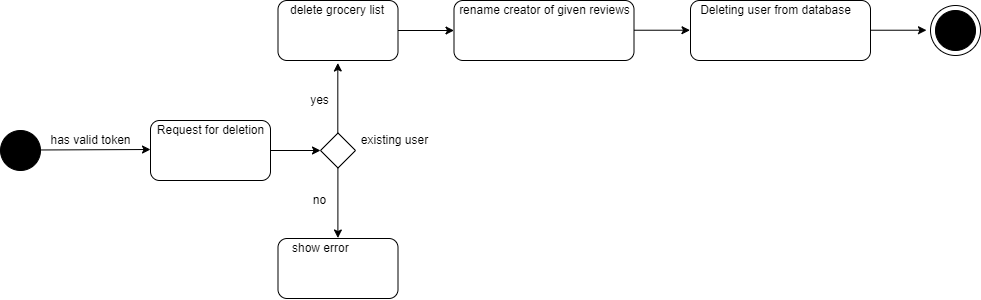 delete grocery list
rename creator of given reviews
Deleting user from database
yes
has valid token
Request for deletion
existing user
no
show error